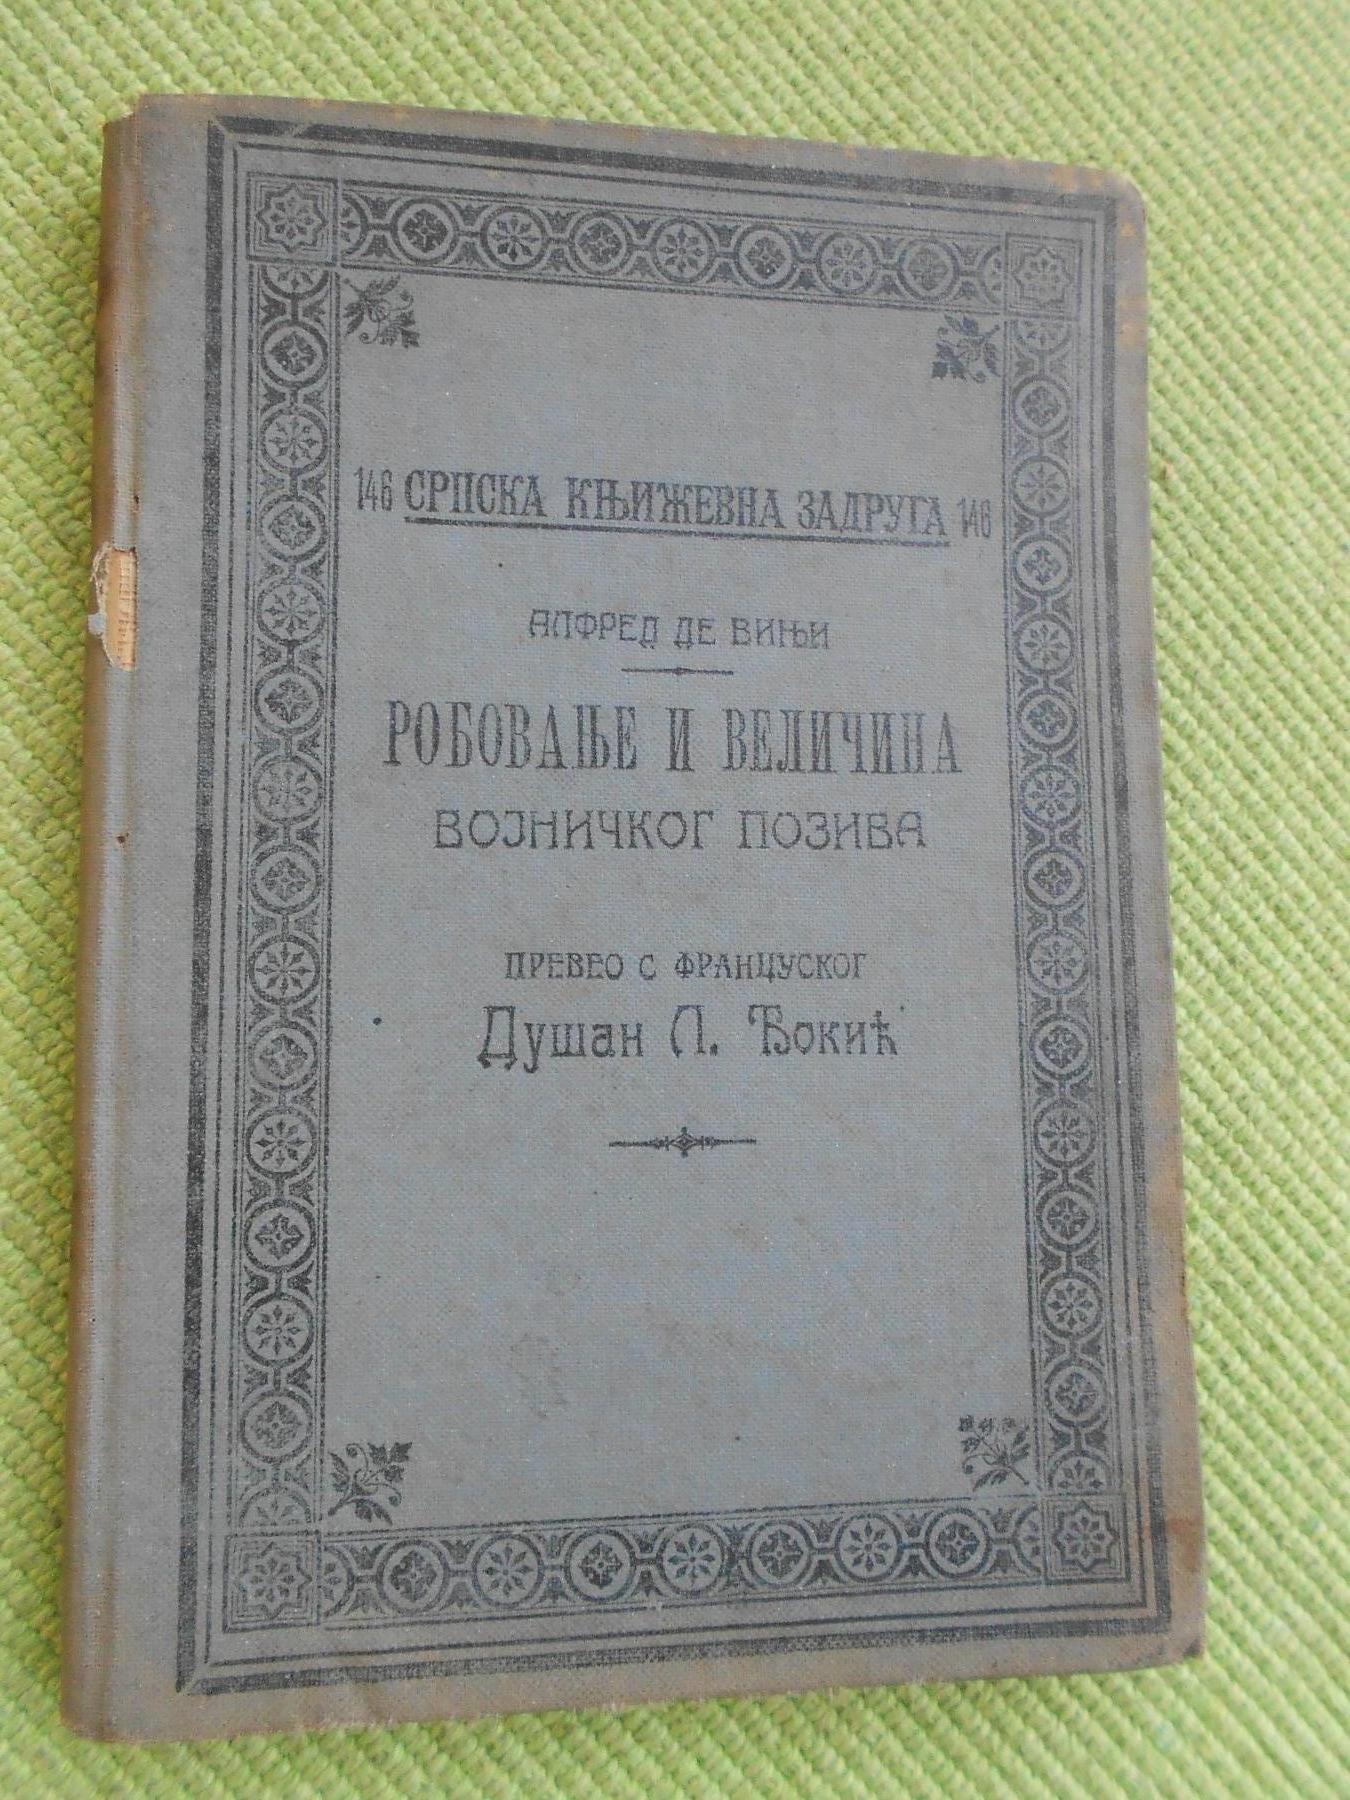 146 СРПСКА КЊИЖЕВНА ЗАДРУГА 146
АЛФРЕД ДЕ ВИЊИ
РОБОВАЊЕ И ВЕЛИЧИНА
ВОЈНИЧКОГ ПОЗИВА
ПРЕВЕО С ФРАНЦУСКОГ
Душан Л. Ђокић